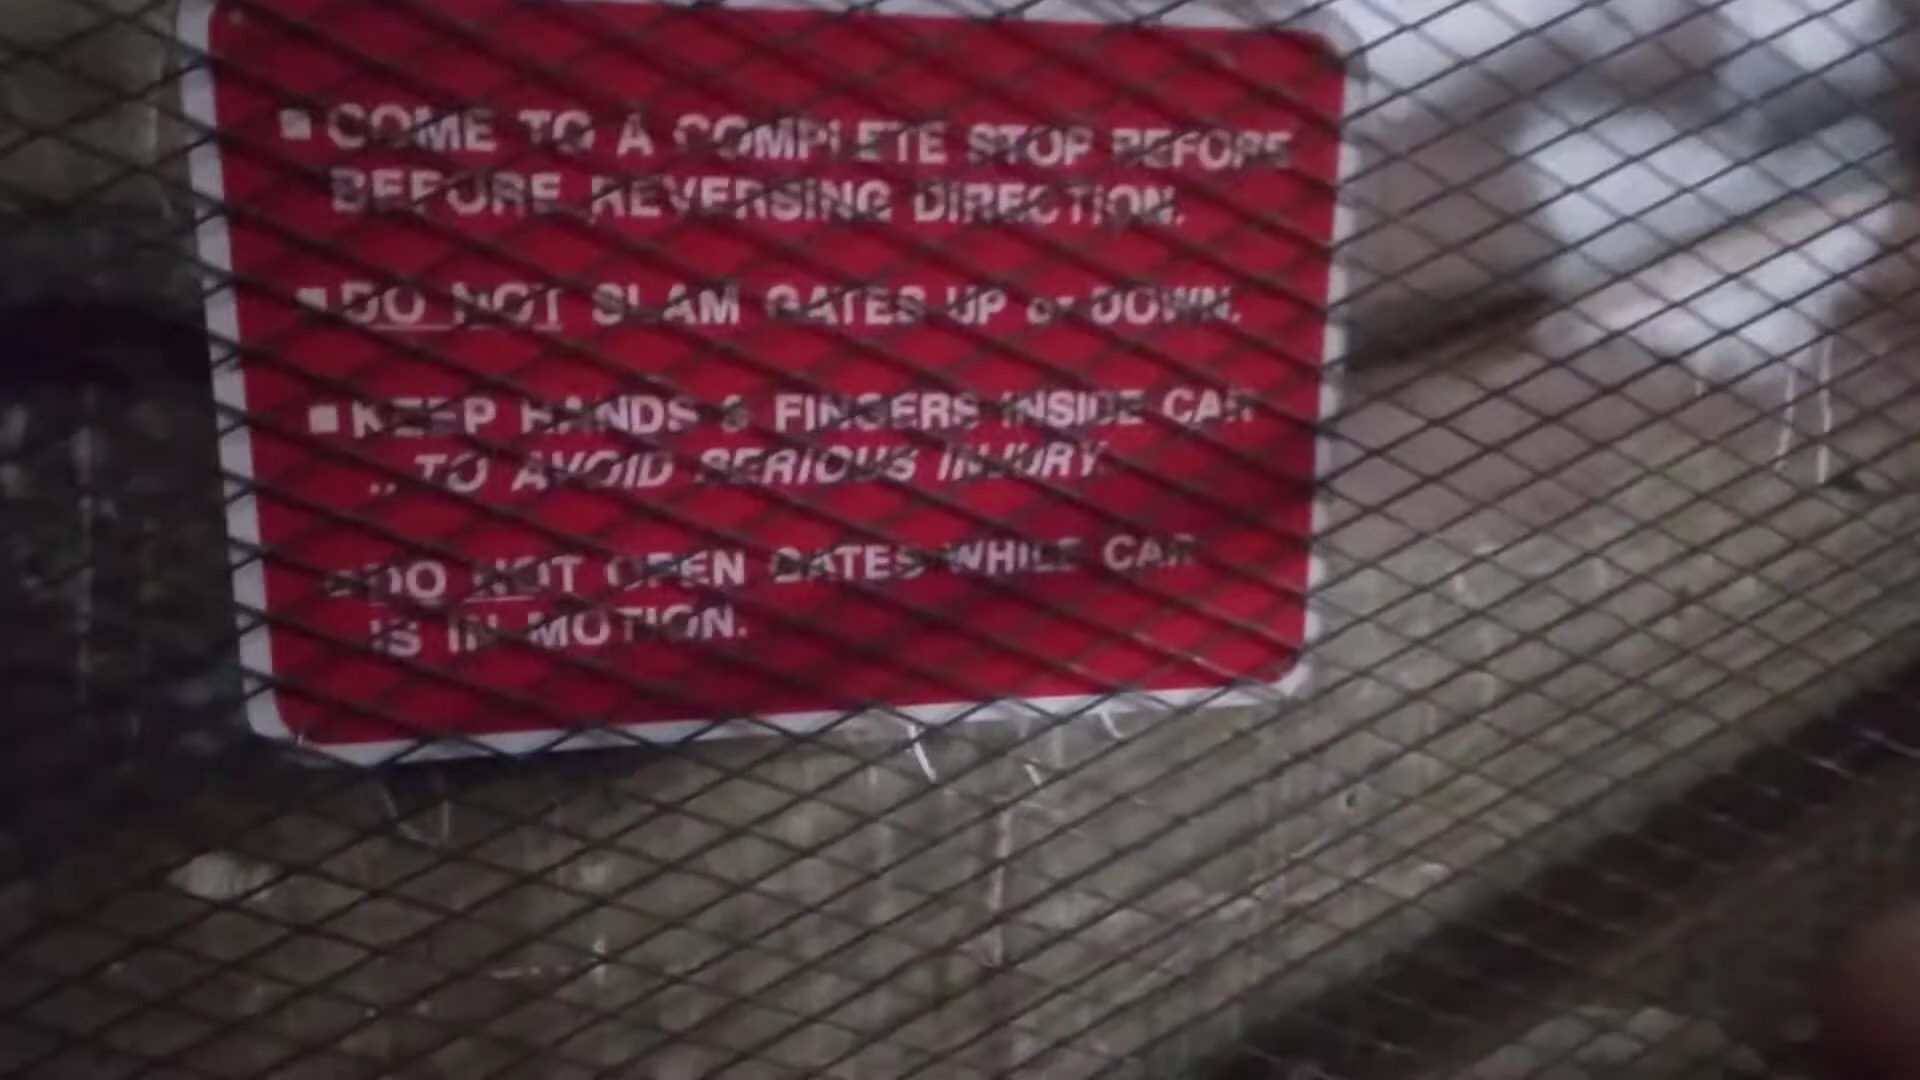 ▪ COME TO A COMPLETE STOP BEFORE
BEFORE REVERSING DIRECTION.
▪ DO NOT SLAM GATES UP or DOWN.
▪ KEEP HANDS & FINGERS INSIDE CAR
.. TO AVOID SERIOUS INJURY.
▪ DO NOT OPEN GATES WHILE CAR
IS IN MOTION.